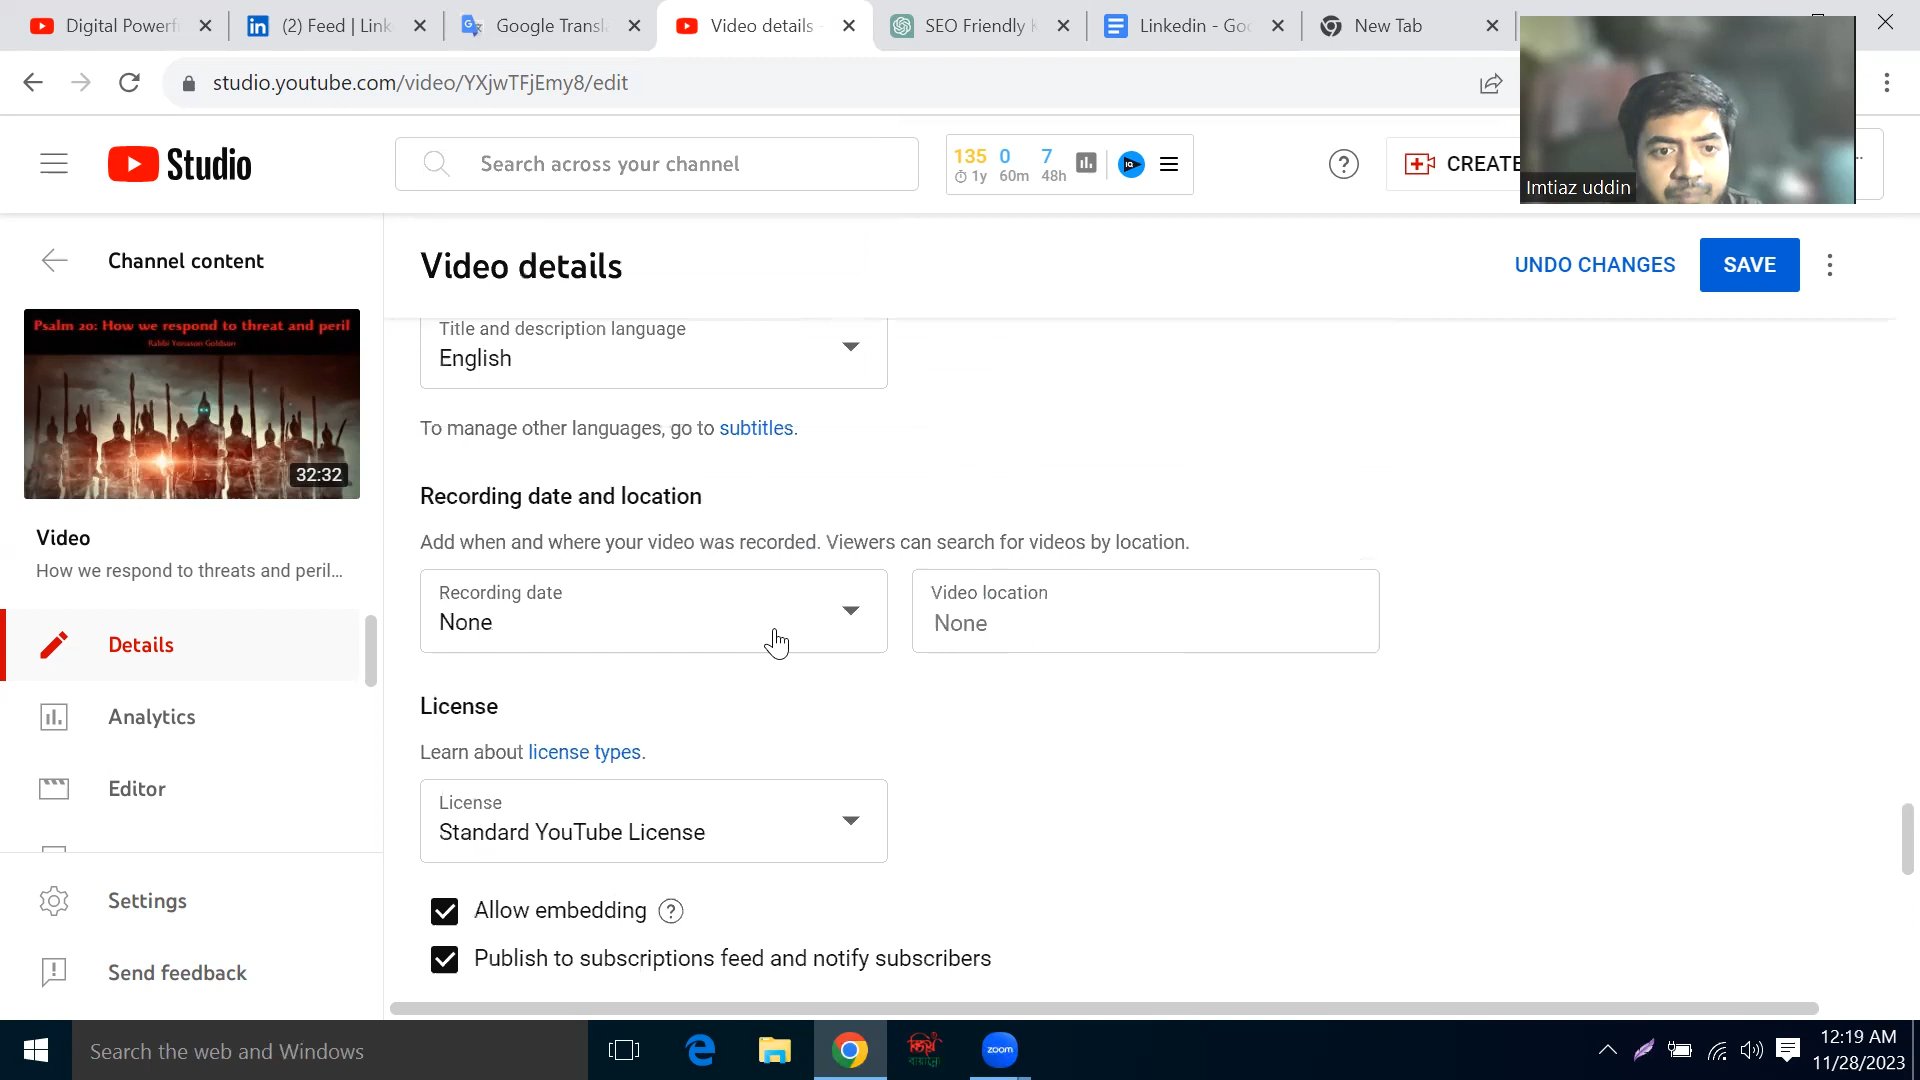 Digital Powerf
(2) Feed | Link
Google Transl
Video details -
SEO Friendly K
Linkedin - Goo
New Tab
studio.youtube.com/video/YXjwTFjEmy8/edit
Studio
Search across your channel
135 0 7
1y 60m 48h
CREATE
Imtiaz uddin
Channel content
Video details
UNDO CHANGES
SAVE
Psalm 20: How we respond to threat and peril
Rabbi Yonason Goldson
32:32
Video
How we respond to threats and peril...
Details
Analytics
Editor
Settings
Send feedback
Title and description language
English
To manage other languages, go to subtitles.
Recording date and location
Add when and where your video was recorded. Viewers can search for videos by location.
Recording date
None
Video location
None
License
Learn about license types.
License
Standard YouTube License
Allow embedding
Publish to subscriptions feed and notify subscribers
Search the web and Windows
zoom
12:19 AM
11/28/2023